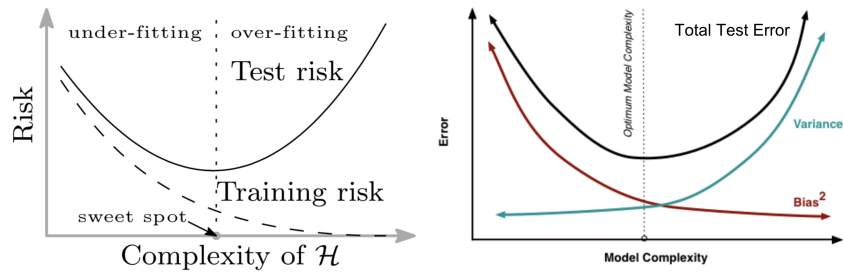 under-fitting
over-fitting
Test risk
Risk
Training risk
sweet spot
Complexity of ℋ
Total Test Error
Optimum Model Complexity
Variance
Error
Bias²
Model Complexity